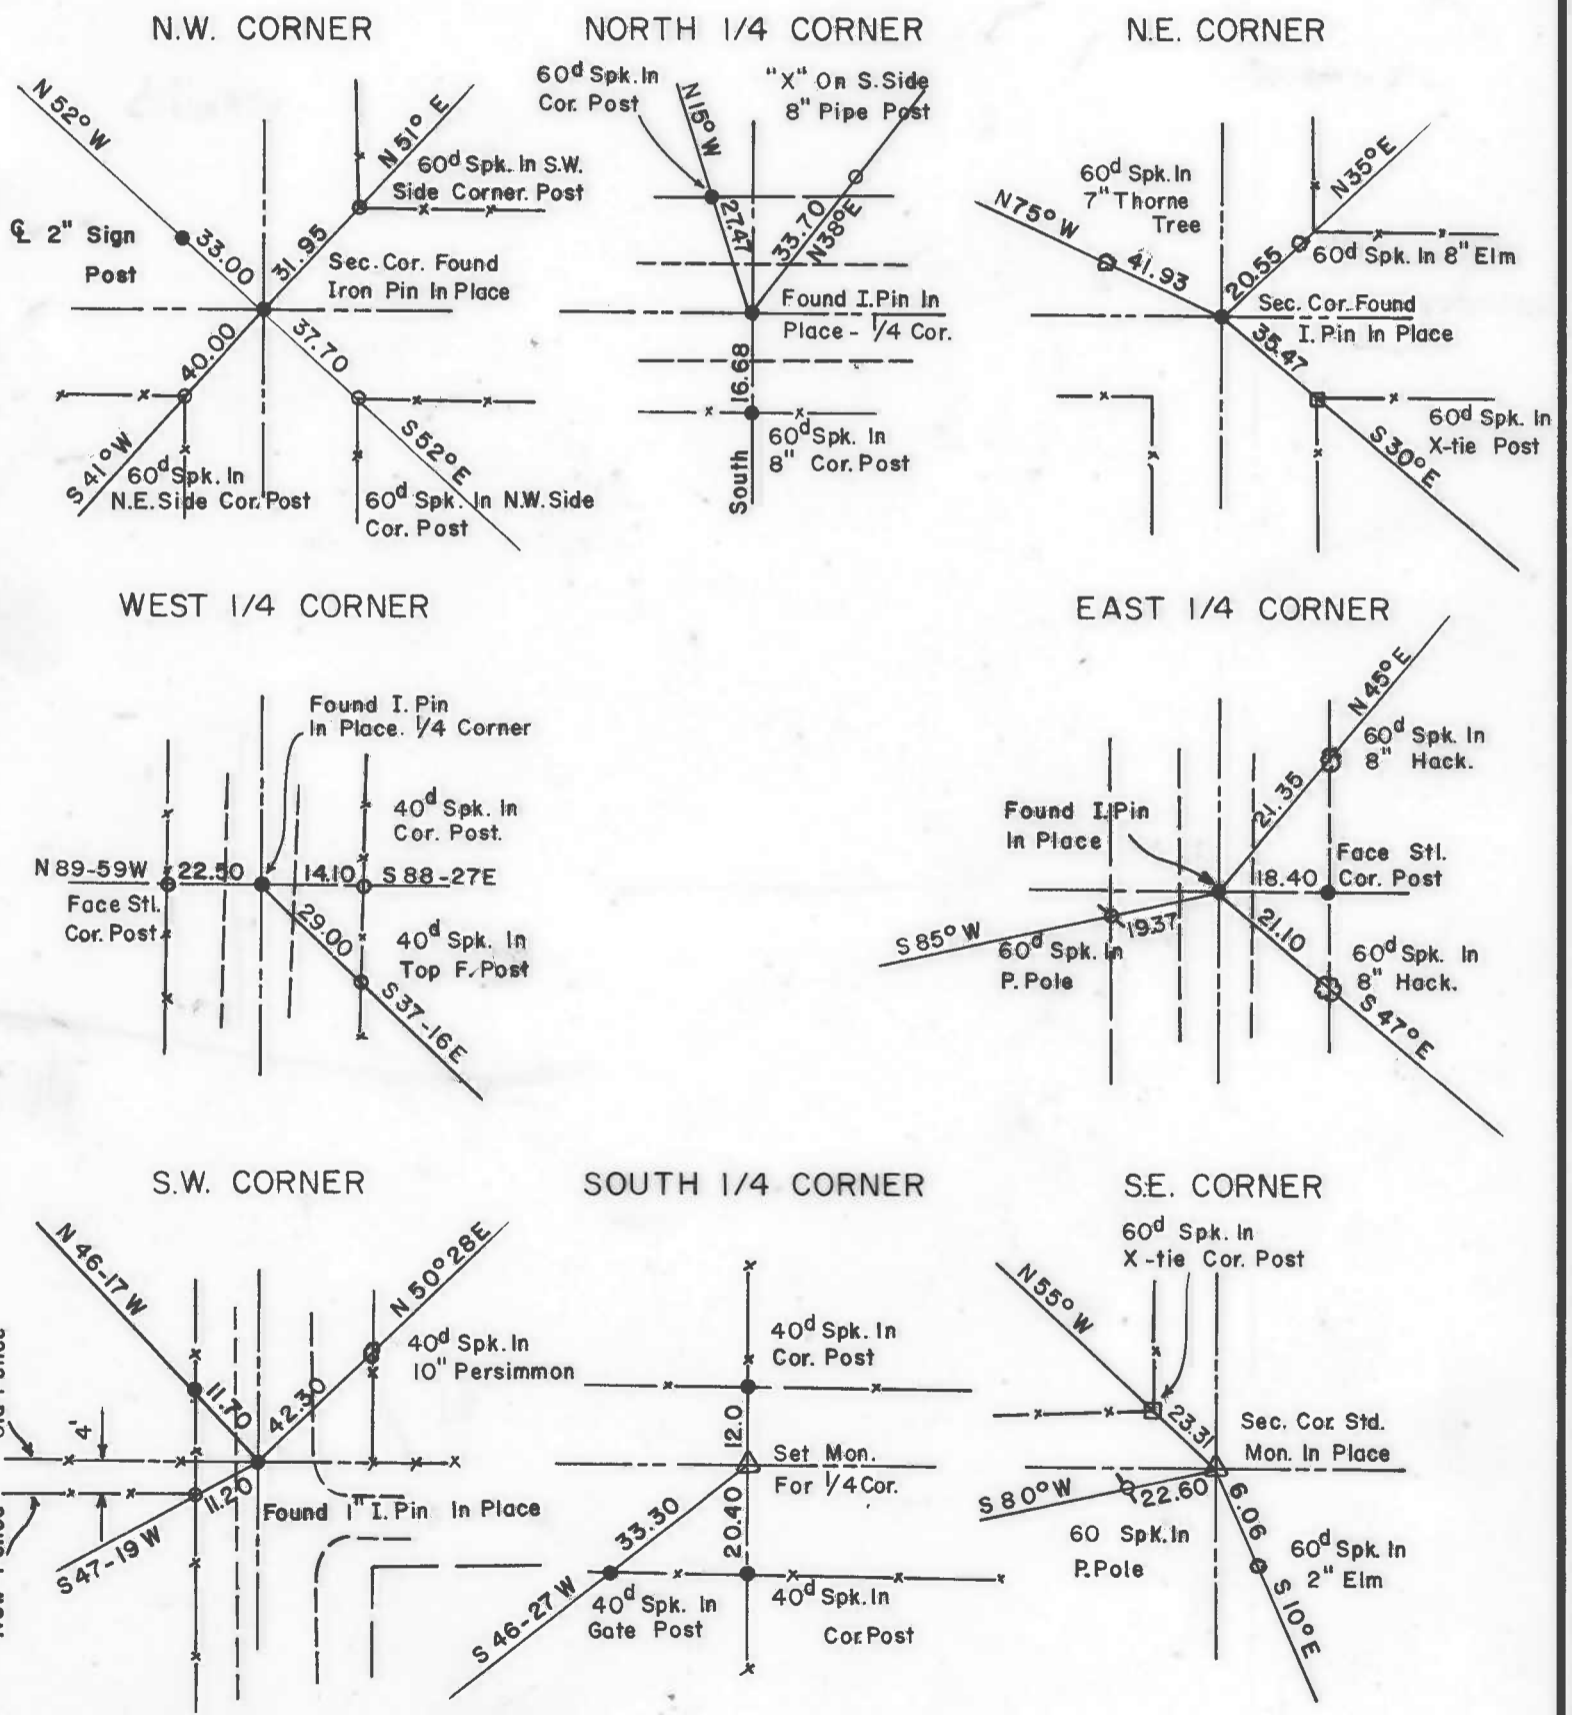 N.W. CORNER
N 52° W
N 51° E
60d Spk. In S.W.
Side Corner. Post
℄ 2" Sign
Post
33.00
31.95
Sec. Cor. Found
Iron Pin In Place
40.00
37.70
S 41° W
S 52° E
60d Spk. In
N.E. Side Cor. Post
60d Spk. In N.W. Side
Cor. Post
NORTH 1/4 CORNER
60d Spk. In
Cor. Post
N 15° W
"X" On S. Side
8" Pipe Post
27.47
33.70
N 38° E
Found I. Pin In
Place - 1/4 Cor.
16.68
South
60d Spk. In
8" Cor. Post
N.E. CORNER
60d Spk. In
7" Thorne
Tree
N 75° W
N 35° E
41.93
20.55
60d Spk. In 8" Elm
Sec. Cor. Found
I. Pin In Place
35.47
60d Spk. In
X-tie Post
S 30° E
WEST 1/4 CORNER
Found I. Pin
In Place. 1/4 Corner
40d Spk. In
Cor. Post.
N 89-59W
22.50
14.10
S 88-27E
Face Stl.
Cor. Post
29.00
40d Spk. In
Top F. Post
S 37-16E
EAST 1/4 CORNER
N 45° E
60d Spk. In
8" Hack.
21.35
Found I. Pin
In Place
Face Stl.
Cor. Post
18.40
S 85° W
19.37
60d Spk. In
P. Pole
21.10
60d Spk. In
8" Hack.
S 47° E
S.W. CORNER
N 46-17 W
N 50° 28E
40d Spk. In
10" Persimmon
11.70
42.30
4'
11.20
Found 1" I. Pin In Place
S 47-19 W
SOUTH 1/4 CORNER
40d Spk. In
Cor. Post
12.0
Set Mon.
For 1/4 Cor.
33.30
20.40
S 46-27 W
40d Spk. In
Gate Post
40d Spk. In
Cor. Post
S.E. CORNER
60d Spk. In
X-tie Cor. Post
N 55° W
23.31
Sec. Cor. Std.
Mon. In Place
S 80° W
22.60
60 Spk. In
P. Pole
6.06
60d Spk. In
2" Elm
S 10° E